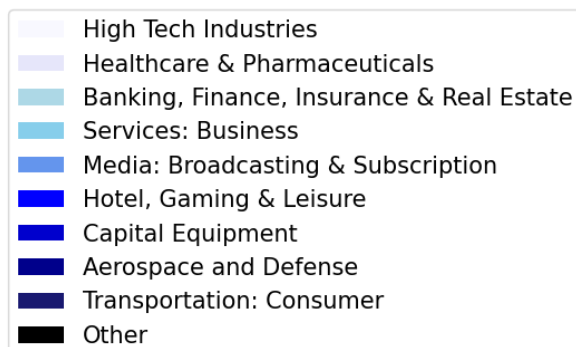 High Tech Industries
Healthcare & Pharmaceuticals
Banking, Finance, Insurance & Real Estate
Services: Business
Media: Broadcasting & Subscription
Hotel, Gaming & Leisure
Capital Equipment
Aerospace and Defense
Transportation: Consumer
Other